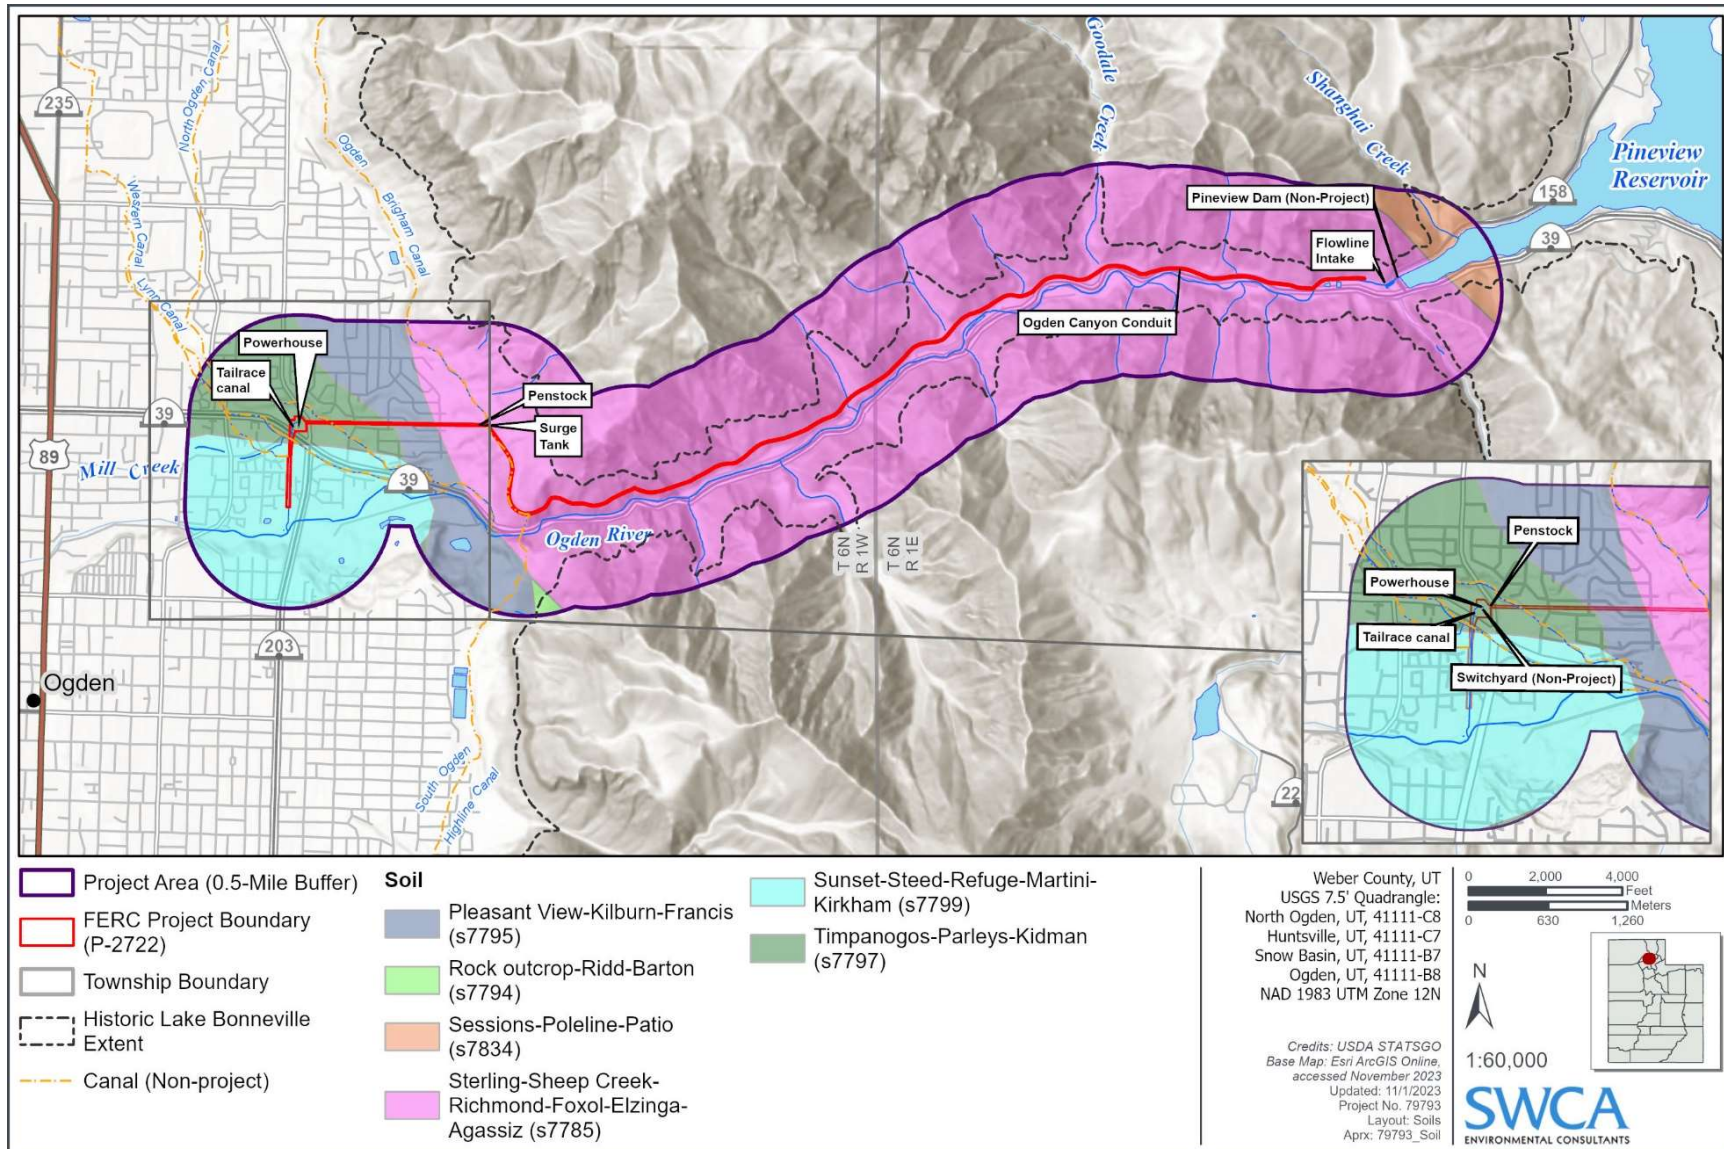 235
North Ogden Canal
Western Canal
Lynn Canal
Ogden
Brigham Canal
Goodale
Creek
Shanghai
Creek
Pineview
Reservoir
158
39
Pineview Dam (Non-Project)
Flowline
Intake
Ogden Canyon Conduit
Powerhouse
Tailrace
canal
Penstock
Surge
Tank
39
89
Mill Creek
39
Ogden River
T 6N
R 1W
T 6N
R 1E
203
Ogden
South Ogden
Highline Canal
22
Penstock
Powerhouse
Tailrace canal
Switchyard (Non-Project)
Project Area (0.5-Mile Buffer)
FERC Project Boundary
(P-2722)
Township Boundary
Historic Lake Bonneville
Extent
Canal (Non-project)
Soil
Pleasant View-Kilburn-Francis
(s7795)
Rock outcrop-Ridd-Barton
(s7794)
Sessions-Poleline-Patio
(s7834)
Sterling-Sheep Creek-
Richmond-Foxol-Elzinga-
Agassiz (s7785)
Sunset-Steed-Refuge-Martini-
Kirkham (s7799)
Timpanogos-Parleys-Kidman
(s7797)
Weber County, UT
USGS 7.5' Quadrangle:
North Ogden, UT, 41111-C8
Huntsville, UT, 41111-C7
Snow Basin, UT, 41111-B7
Ogden, UT, 41111-B8
NAD 1983 UTM Zone 12N
Credits: USDA STATSGO
Base Map: Esri ArcGIS Online,
accessed November 2023
Updated: 11/1/2023
Project No. 79793
Layout: Soils
Aprx: 79793_Soil
0 2,000 4,000
Feet
Meters
0 630 1,260
N
1:60,000
SWCA
ENVIRONMENTAL CONSULTANTS